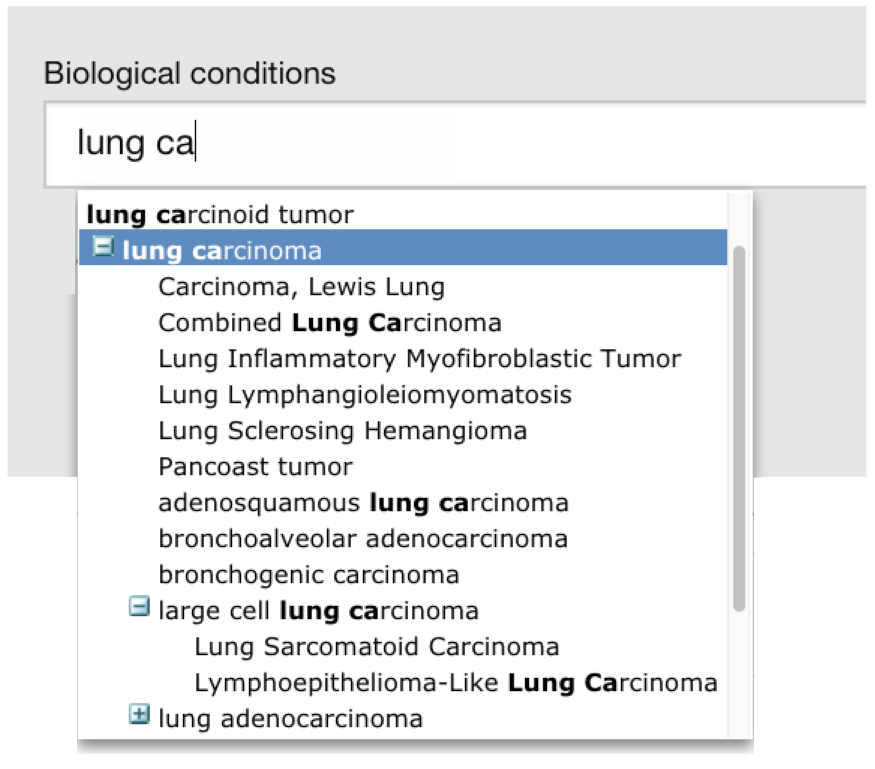 Biological conditions
lung ca
lung carcinoid tumor
lung carcinoma
Carcinoma, Lewis Lung
Combined Lung Carcinoma
Lung Inflammatory Myofibroblastic Tumor
Lung Lymphangioleiomyomatosis
Lung Sclerosing Hemangioma
Pancoast tumor
adenosquamous lung carcinoma
bronchoalveolar adenocarcinoma
bronchogenic carcinoma
large cell lung carcinoma
Lung Sarcomatoid Carcinoma
Lymphoepithelioma-Like Lung Carcinoma
lung adenocarcinoma